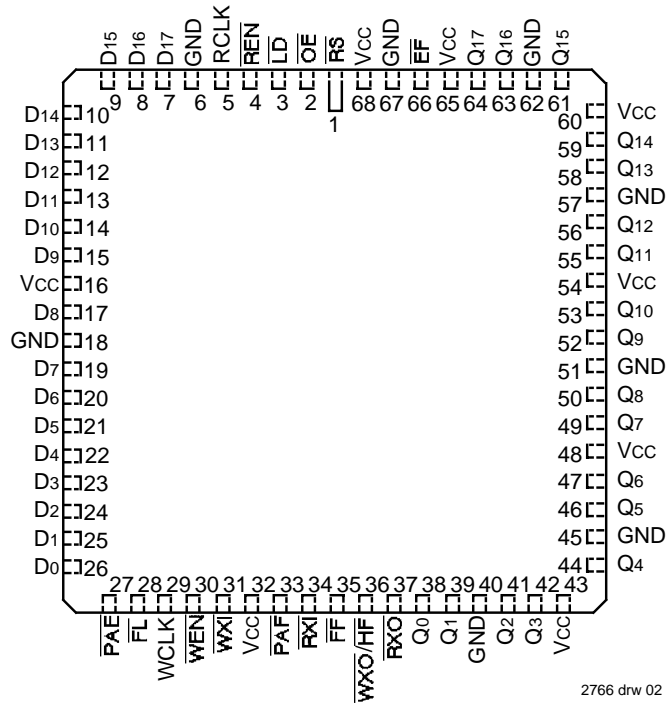 D15 D16 D17 GND RCLK REN LD OE RS VCC GND EF VCC Q17 Q16 GND Q15
9 8 7 6 5 4 3 2 1 68 67 66 65 64 63 62 61
D14 10
D13 11
D12 12
D11 13
D10 14
D9 15
VCC 16
D8 17
GND 18
D7 19
D6 20
D5 21
D4 22
D3 23
D2 24
D1 25
D0 26
60 VCC
59 Q14
58 Q13
57 GND
56 Q12
55 Q11
54 VCC
53 Q10
52 Q9
51 GND
50 Q8
49 Q7
48 VCC
47 Q6
46 Q5
45 GND
44 Q4
27 28 29 30 31 32 33 34 35 36 37 38 39 40 41 42 43
PAE FL WCLK WEN WXI VCC PAF RXI FF WXO/HF RXO Q0 Q1 GND Q2 Q3 VCC
2766 drw 02